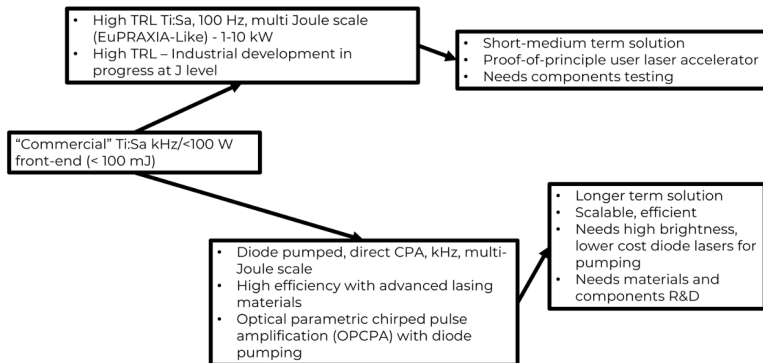 • High TRL Ti:Sa, 100 Hz, multi Joule scale
(EuPRAXIA-Like) - 1-10 kW
• High TRL – Industrial development in
progress at J level
• Short-medium term solution
• Proof-of-principle user laser accelerator
• Needs components testing
“Commercial” Ti:Sa kHz/<100 W
front-end (< 100 mJ)
• Longer term solution
• Scalable, efficient
• Needs high brightness,
lower cost diode lasers for
pumping
• Needs materials and
components R&D
• Diode pumped, direct CPA, kHz, multi-
Joule scale
• High efficiency with advanced lasing
materials
• Optical parametric chirped pulse
amplification (OPCPA) with diode
pumping